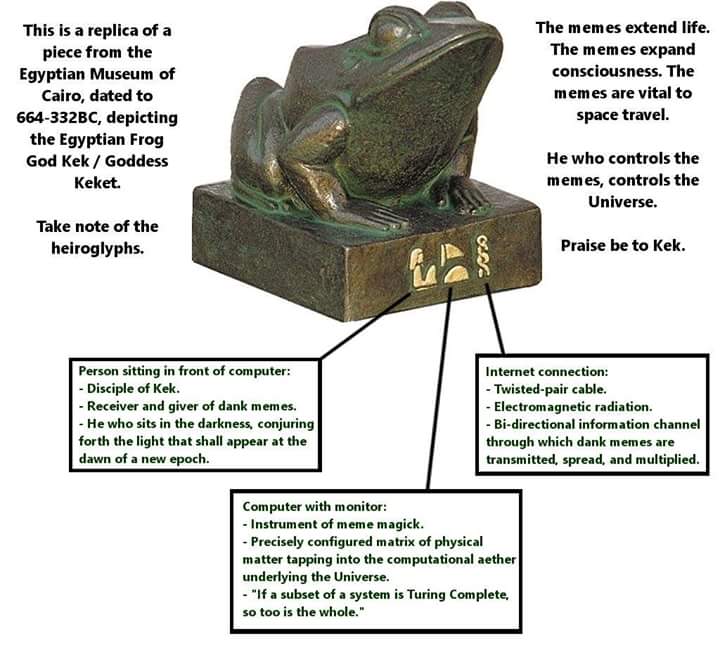 This is a replica of a
piece from the
Egyptian Museum of
Cairo, dated to
664-332BC, depicting
the Egyptian Frog
God Kek / Goddess
Keket.
Take note of the
heiroglyphs.
The memes extend life.
The memes expand
consciousness. The
memes are vital to
space travel.
He who controls the
memes, controls the
Universe.
Praise be to Kek.
Person sitting in front of computer:
- Disciple of Kek.
- Receiver and giver of dank memes.
- He who sits in the darkness, conjuring
forth the light that shall appear at the
dawn of a new epoch.
Internet connection:
- Twisted-pair cable.
- Electromagnetic radiation.
- Bi-directional information channel
through which dank memes are
transmitted, spread, and multiplied.
Computer with monitor:
- Instrument of meme magick.
- Precisely configured matrix of physical
matter tapping into the computational aether
underlying the Universe.
- "If a subset of a system is Turing Complete,
so too is the whole."